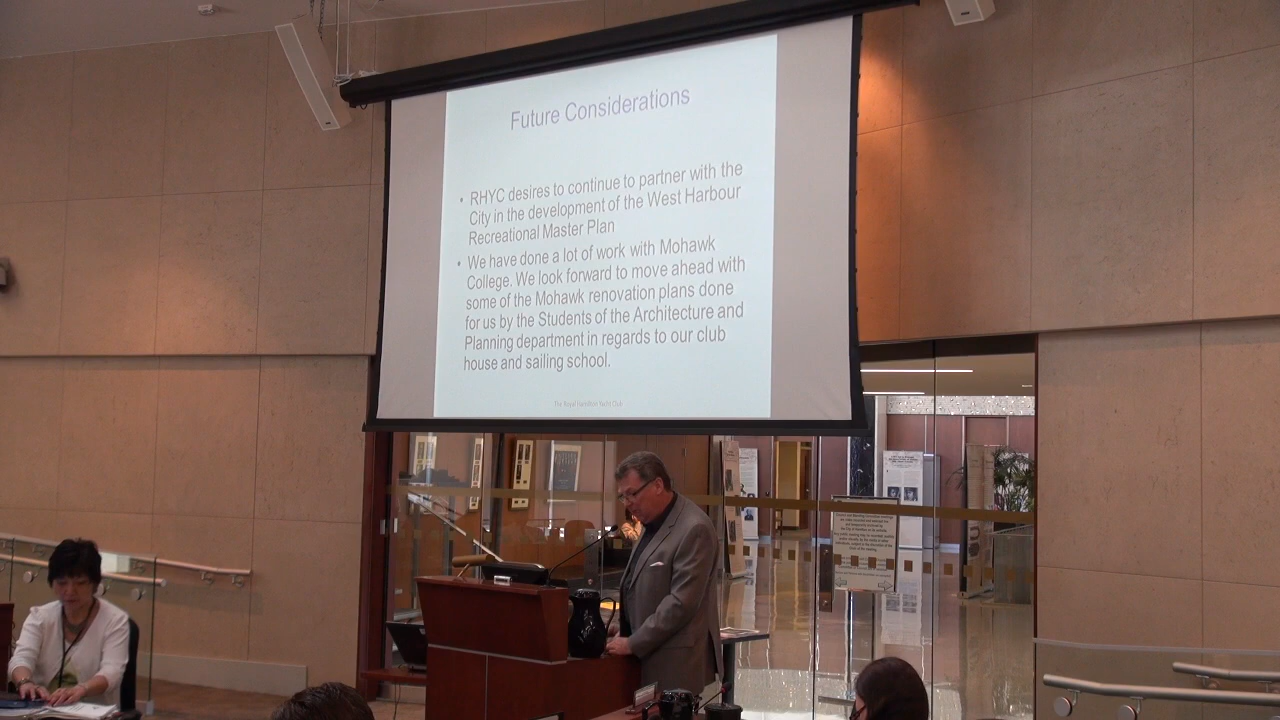 Future Considerations
• RHYC desires to continue to partner with the
City in the development of the West Harbour
Recreational Master Plan
• We have done a lot of work with Mohawk
College. We look forward to move ahead with
some of the Mohawk renovation plans done
for us by the Students of the Architecture and
Planning department in regards to our club
house and sailing school.
The Royal Hamilton Yacht Club